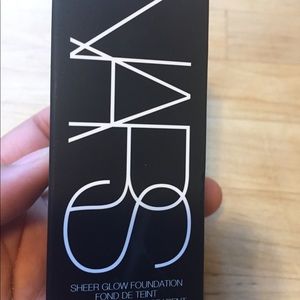 NARS
SHEER GLOW FOUNDATION
FOND DE TEINT